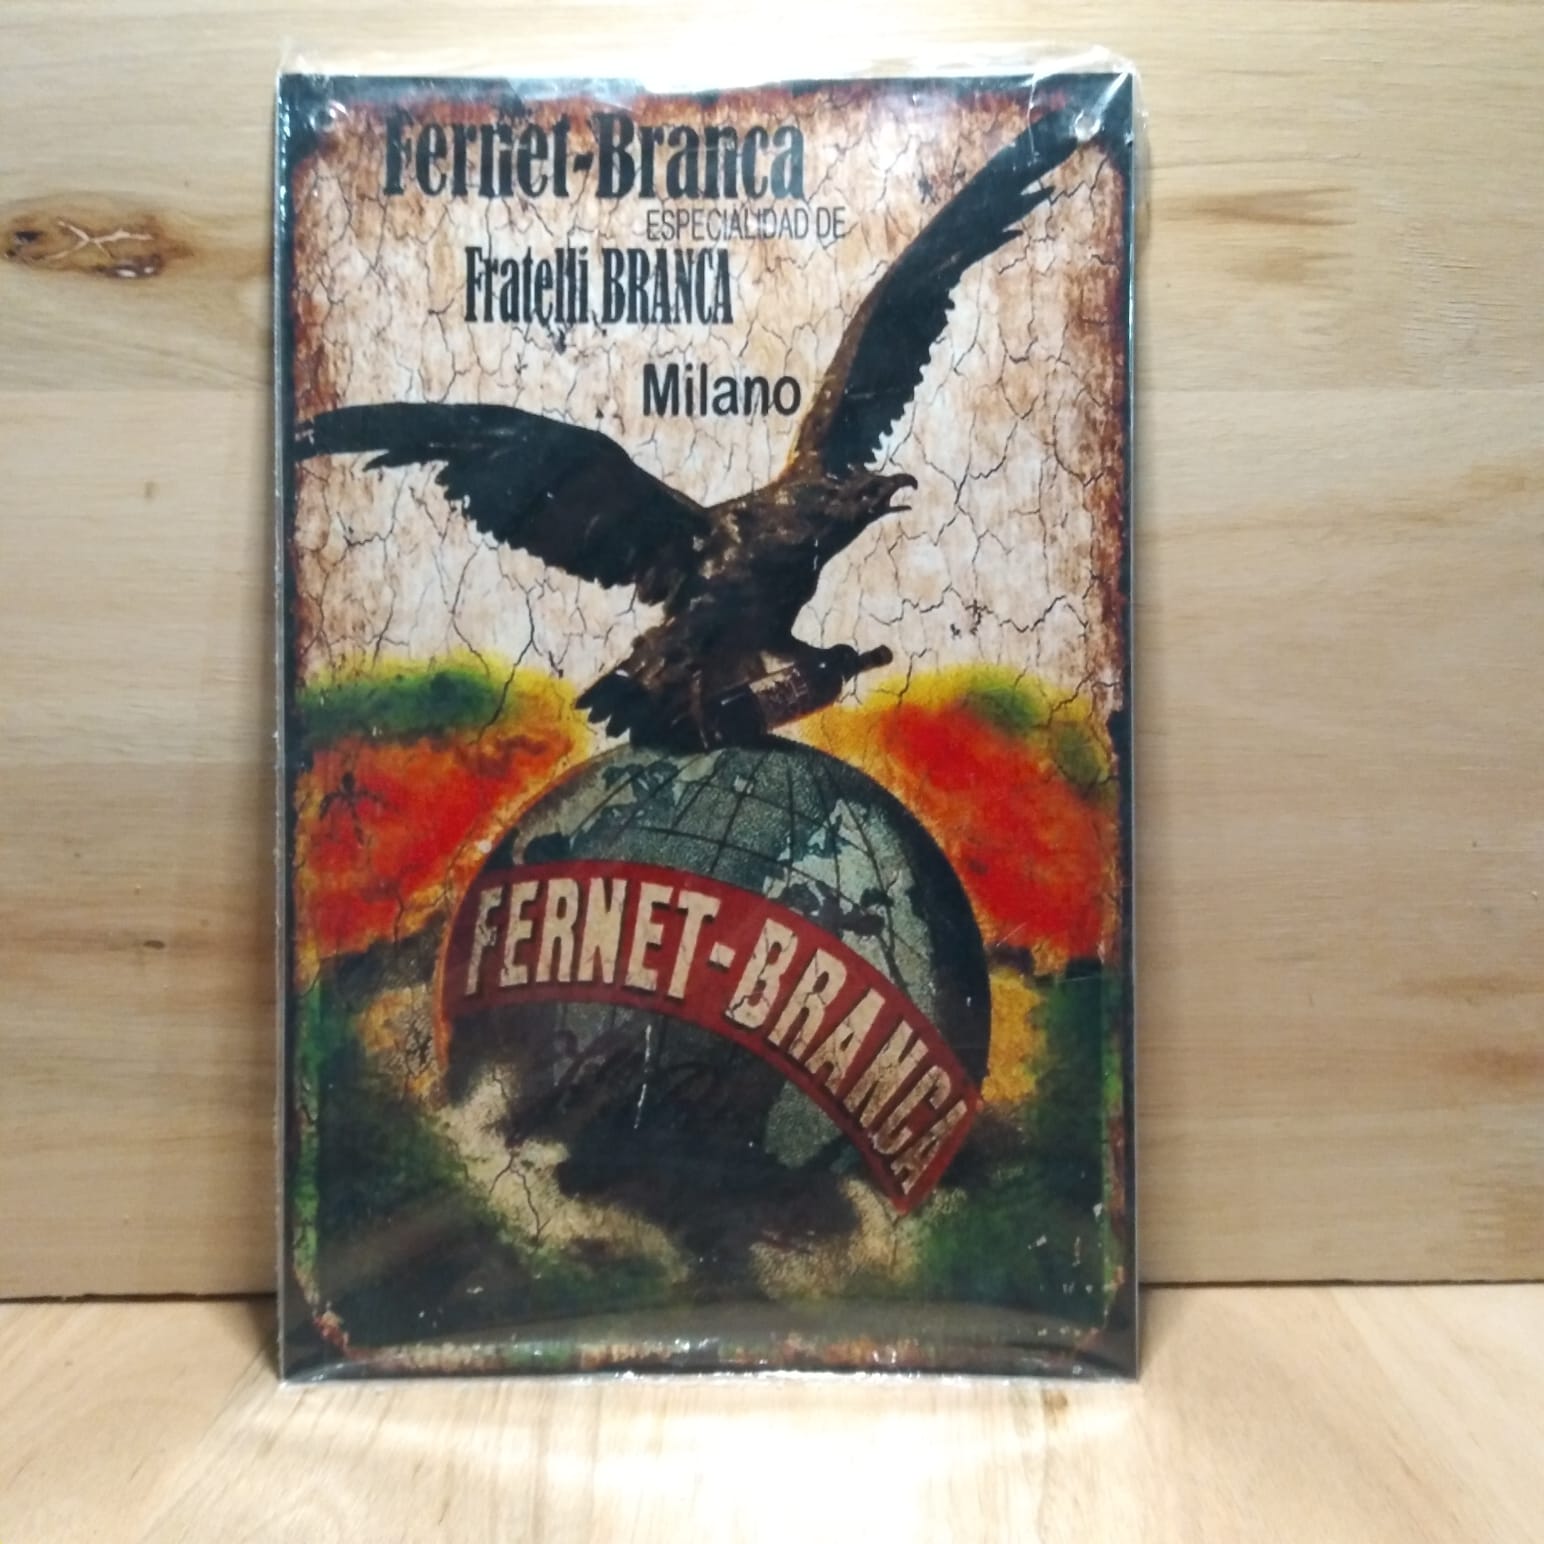 Fernet-Branca
ESPECIALIDAD DE
Fratelli BRANCA
Milano
FERNET-BRANCA